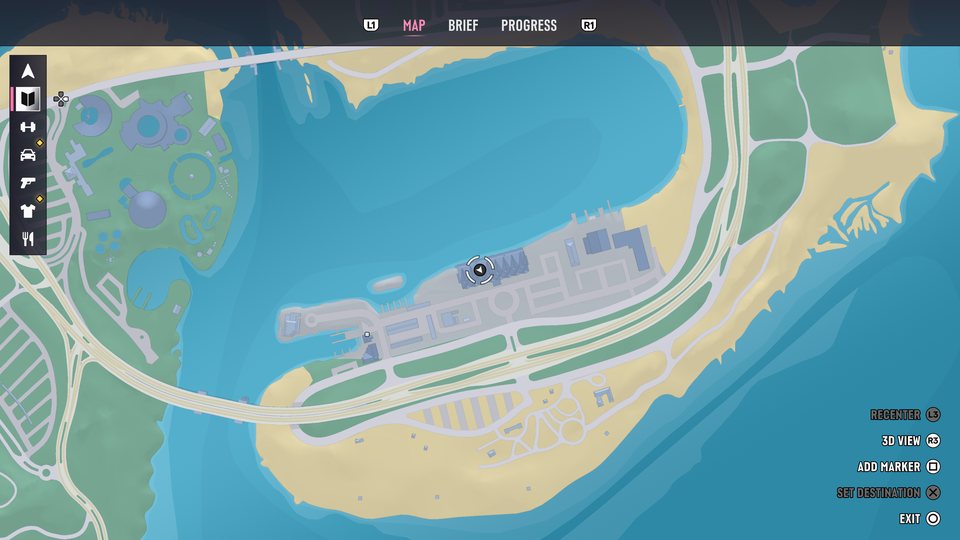 L1 MAP BRIEF PROGRESS R1
RECENTER L3
3D VIEW R3
ADD MARKER
SET DESTINATION
EXIT